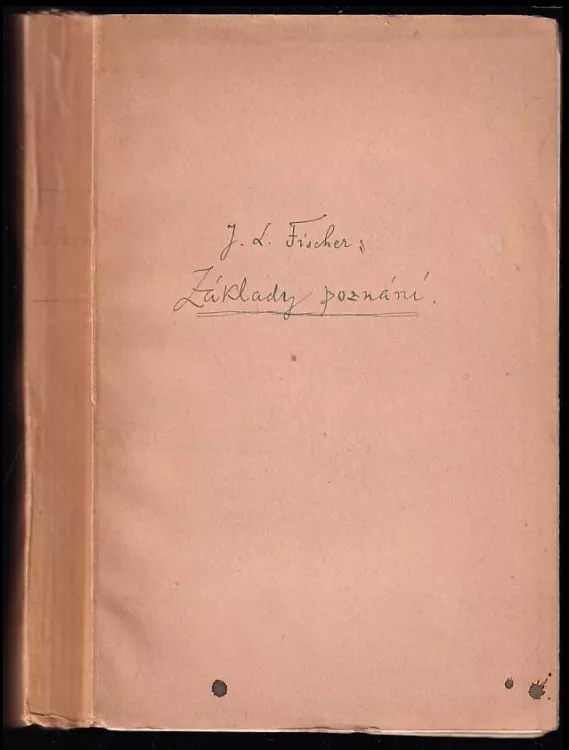 J. L. Fischer:
Základy poznání.